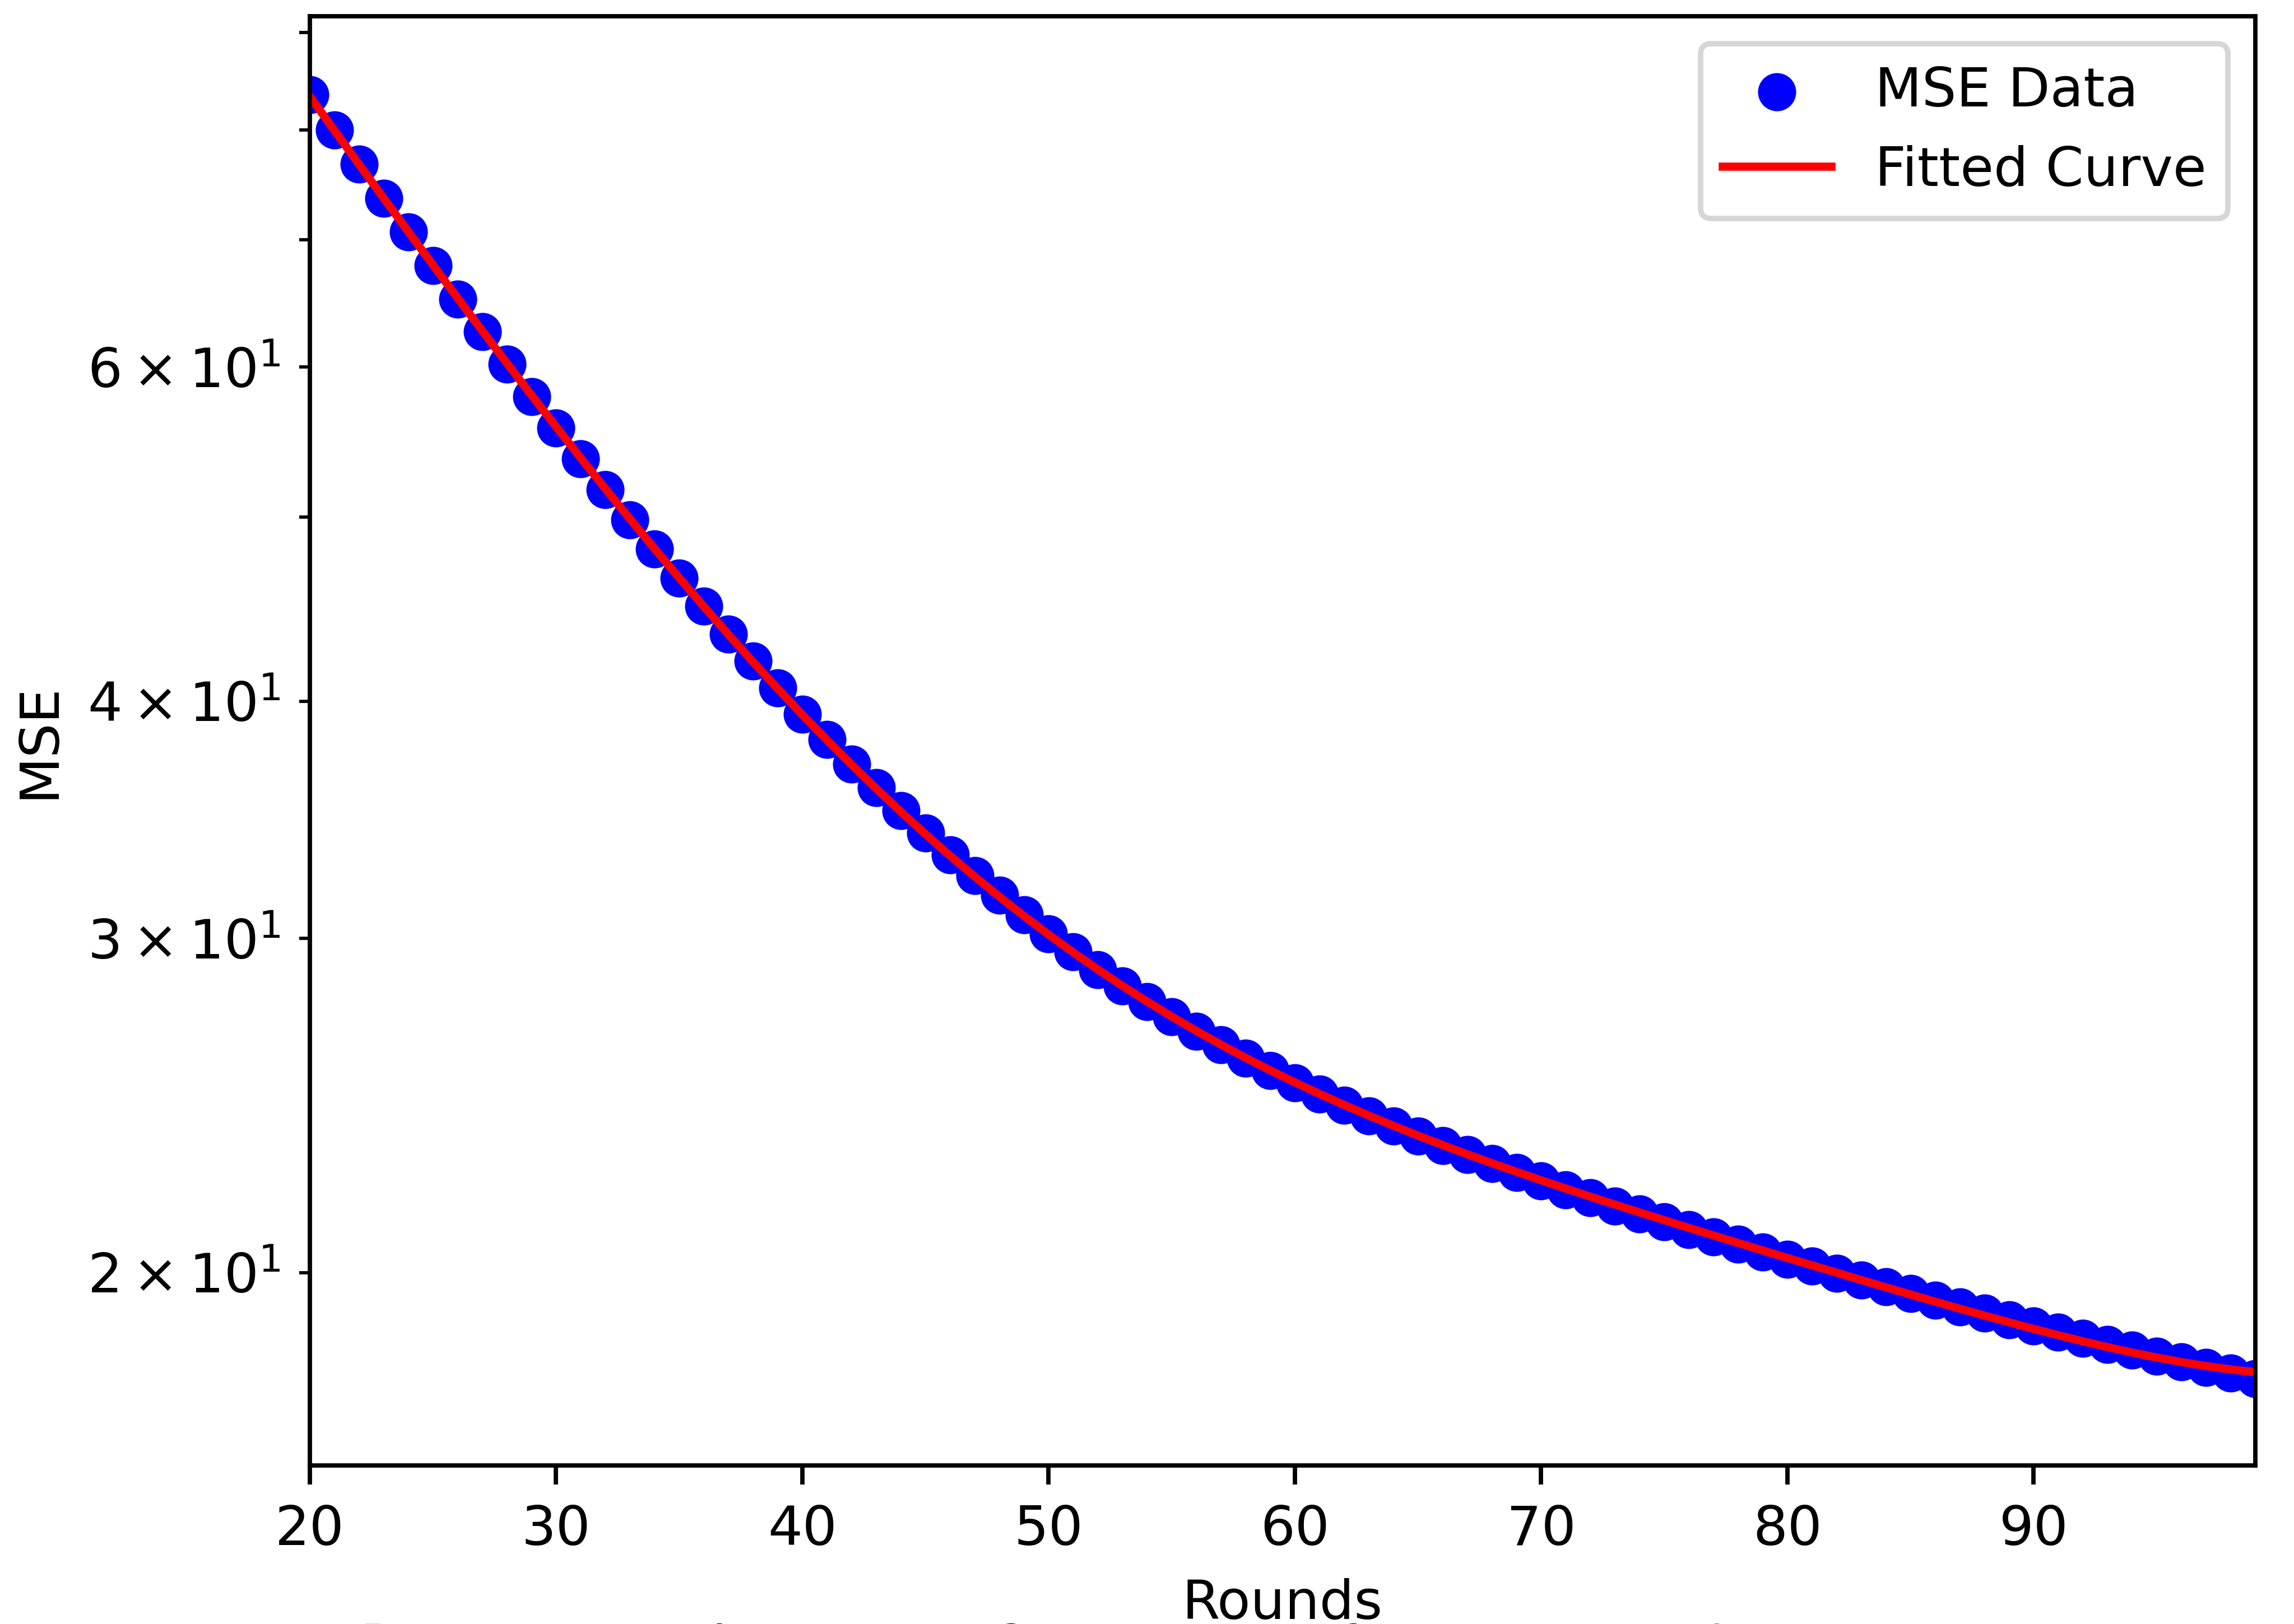 MSE Data
Fitted Curve
6 × 10¹
4 × 10¹
3 × 10¹
2 × 10¹
MSE
20 30 40 50 60 70 80 90
Rounds